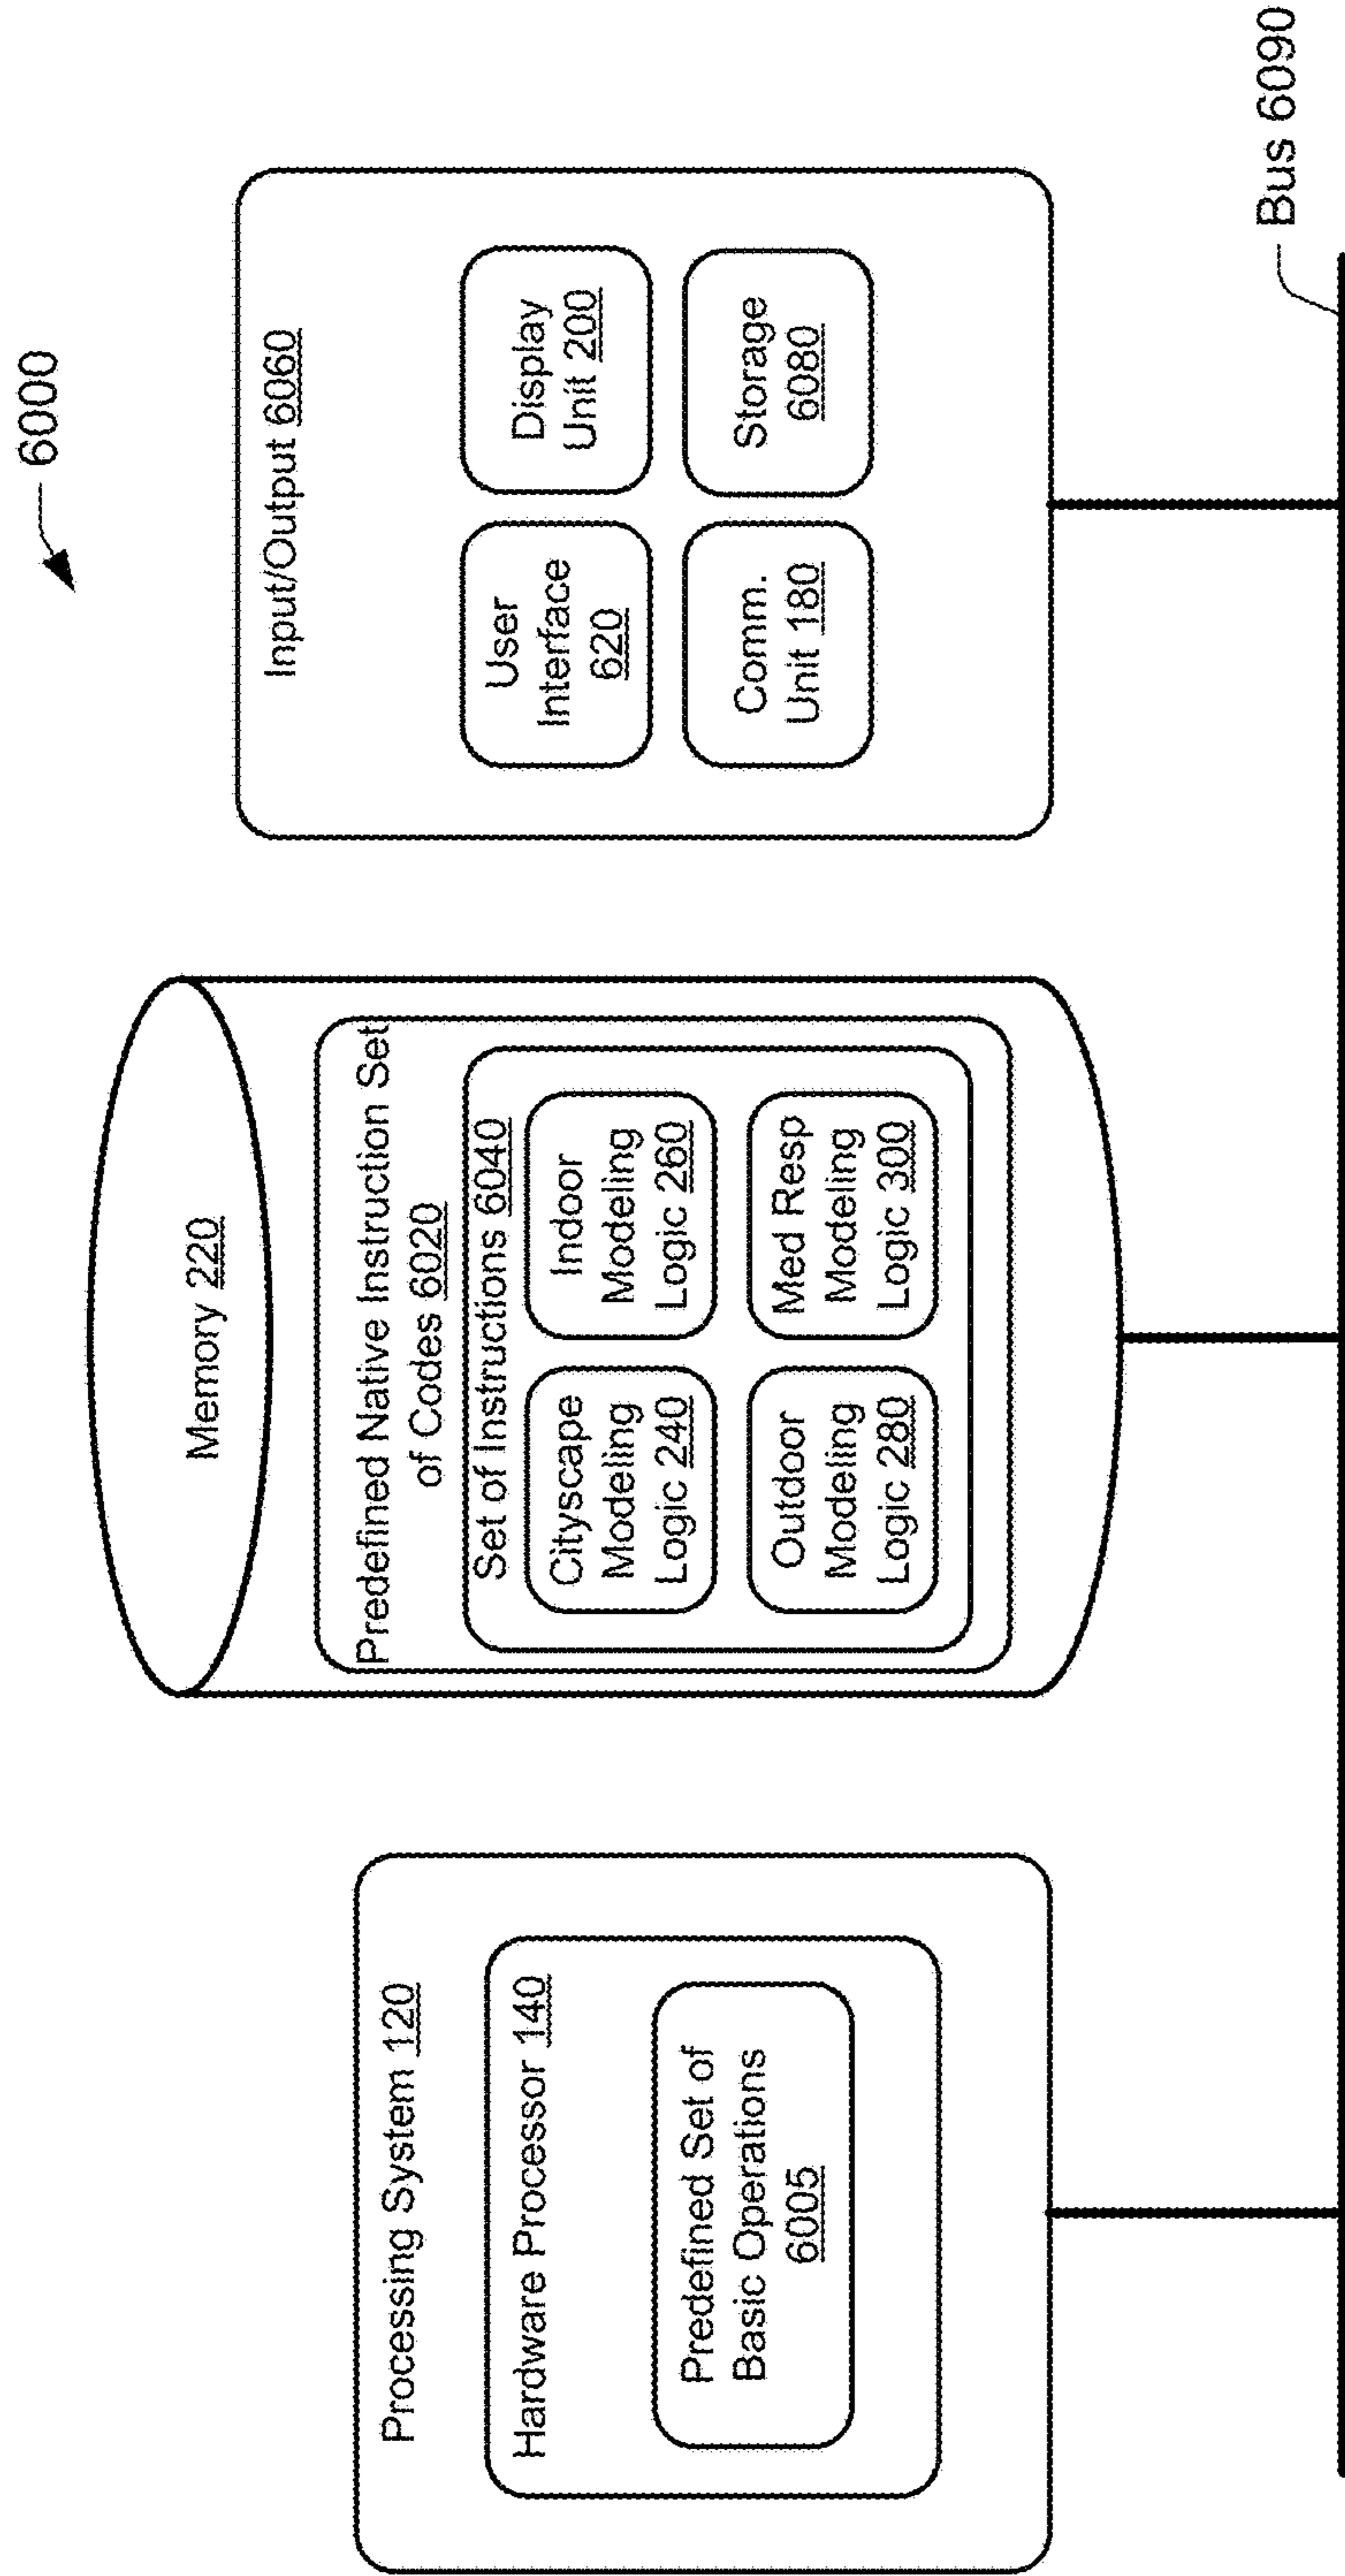 6000
Processing System 120
Hardware Processor 140
Predefined Set of
Basic Operations
6005
Memory 220
Predefined Native Instruction Set
of Codes 6020
Set of Instructions 6040
Cityscape
Modeling
Logic 240
Indoor
Modeling
Logic 260
Outdoor
Modeling
Logic 280
Med Resp
Modeling
Logic 300
Input/Output 6060
User
Interface
620
Display
Unit 200
Comm.
Unit 180
Storage
6080
Bus 6090